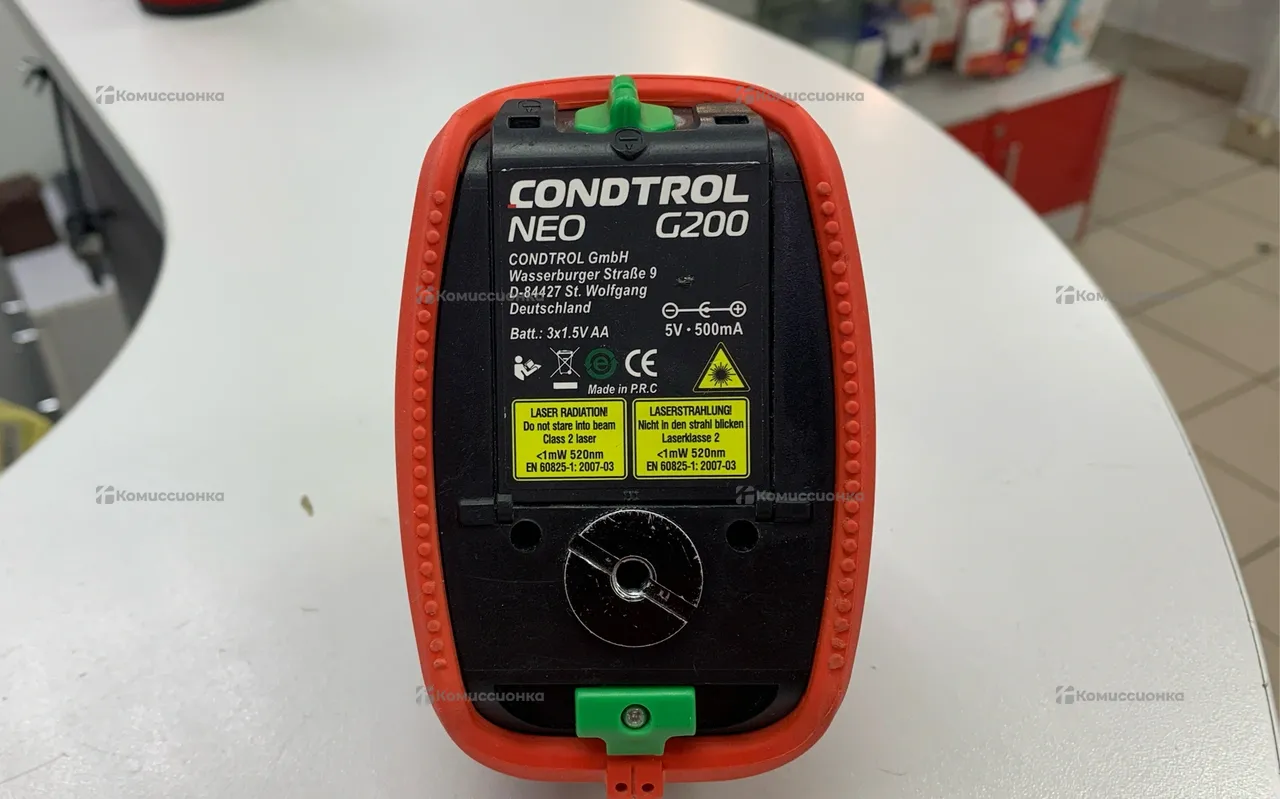 CONDTROL
NEO G200
CONDTROL GmbH
Wasserburger Straße 9
D-84427 St. Wolfgang
Deutschland
Batt.: 3x1.5V AA
5V • 500mA
e
CE
Made in P.R.C
LASER RADIATION!
Do not stare into beam
Class 2 laser
<1mW 520nm
EN 60825-1: 2007-03
LASERSTRAHLUNG!
Nicht in den strahl blicken
Laserklasse 2
<1mW 520nm
EN 60825-1: 2007-03
Комиссионка
Комиссионка
Комиссионка
Комиссионка
Комиссионка
Комиссионка
Комиссионка
Комиссионка